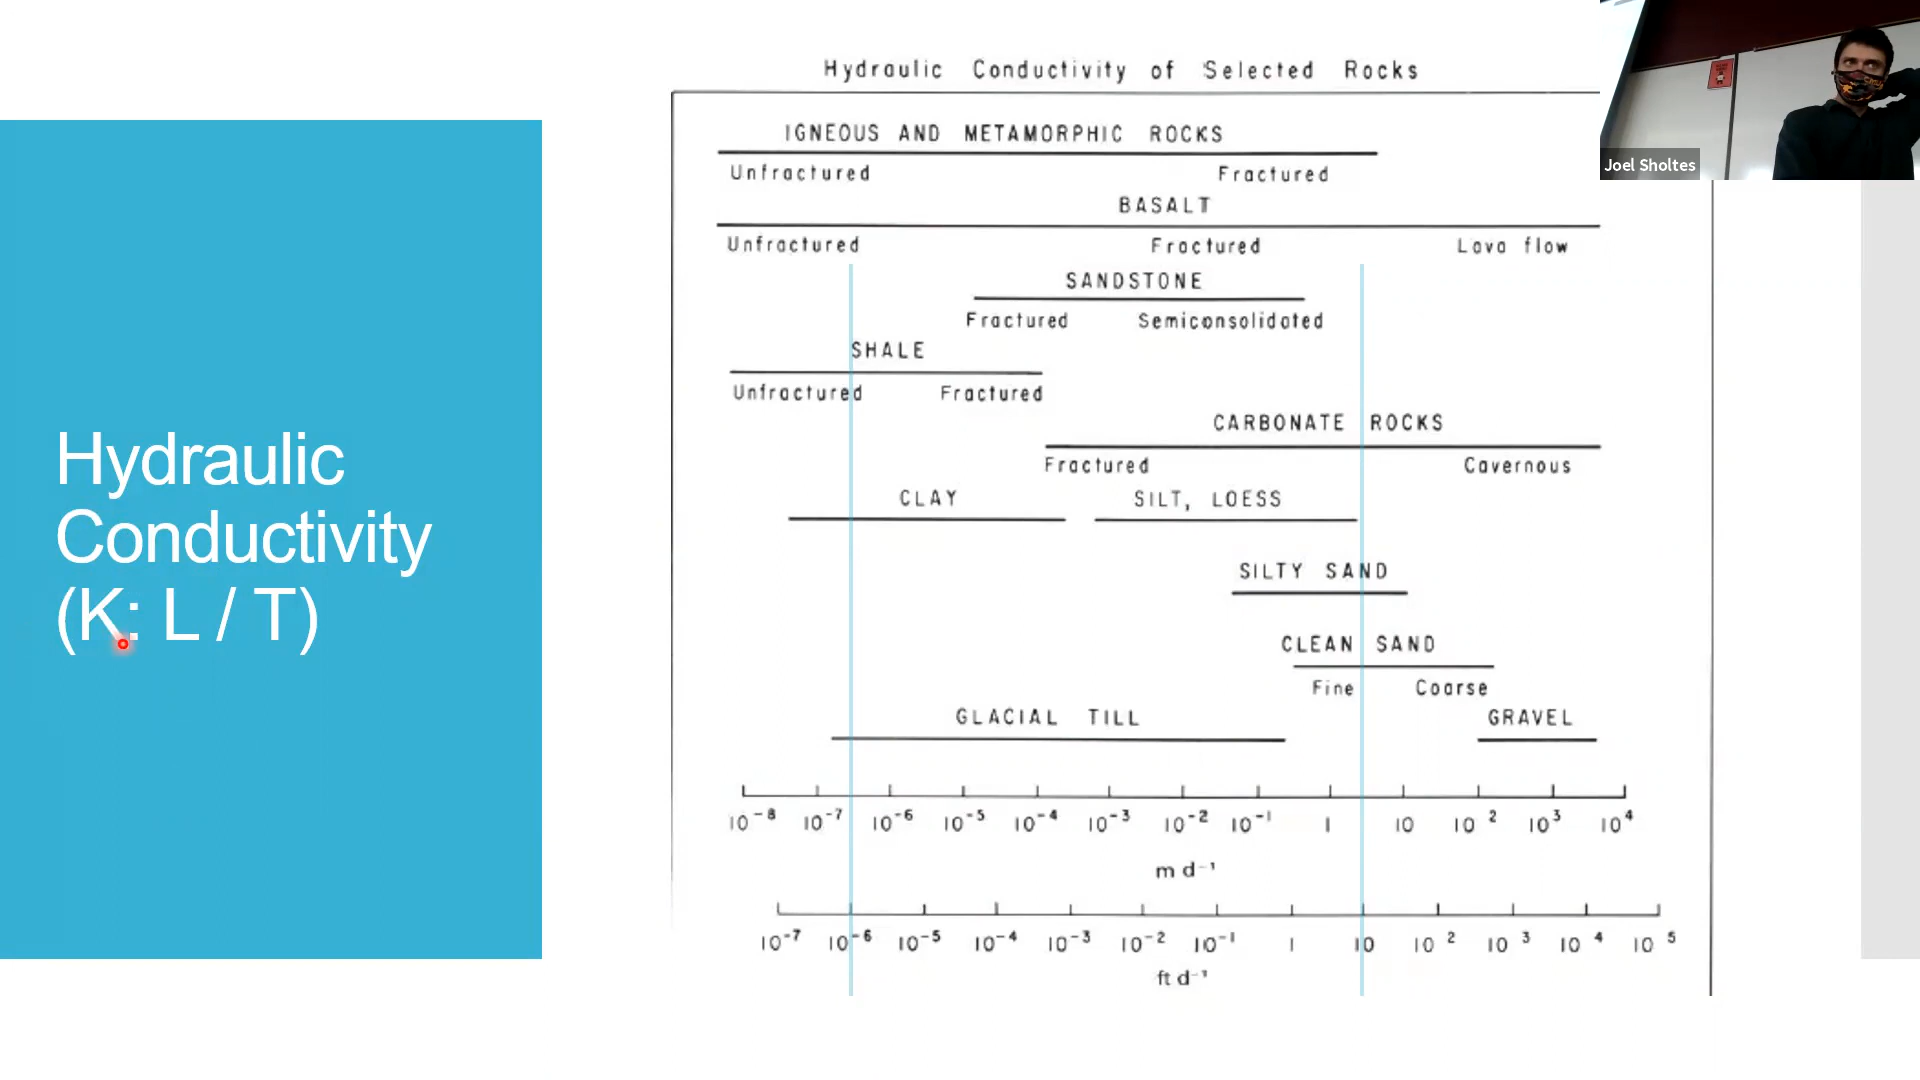 Hydraulic Conductivity of Selected Rocks
IGNEOUS AND METAMORPHIC ROCKS
Unfractured Fractured
BASALT
Unfractured Fractured Lava flow
SANDSTONE
Fractured Semiconsolidated
SHALE
Unfractured Fractured
CARBONATE ROCKS
Fractured Cavernous
CLAY SILT, LOESS
SILTY SAND
CLEAN SAND
Fine Coarse
GLACIAL TILL GRAVEL
10⁻⁸ 10⁻⁷ 10⁻⁶ 10⁻⁵ 10⁻⁴ 10⁻³ 10⁻² 10⁻¹ 1 10 10² 10³ 10⁴
m d⁻¹
10⁻⁷ 10⁻⁶ 10⁻⁵ 10⁻⁴ 10⁻³ 10⁻² 10⁻¹ 1 10 10² 10³ 10⁴ 10⁵
ft d⁻¹
Hydraulic
Conductivity
(K: L / T)
Joel Sholtes